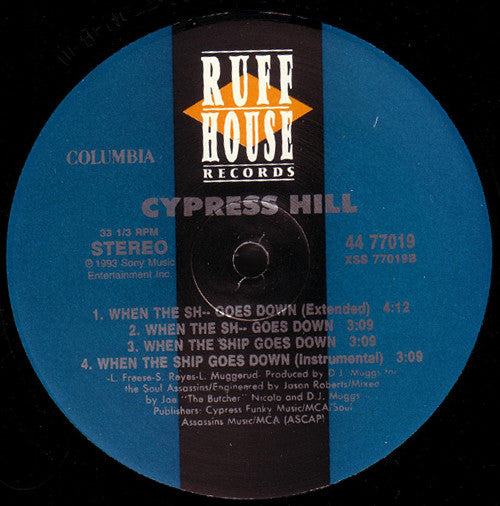 RUFF
HOUSE
RECORDS
COLUMBIA
CYPRESS HILL
33 1/3 RPM
STEREO
℗ 1993 Sony Music
Entertainment Inc.
44 77019
XSS 77019B
1. WHEN THE SH-- GOES DOWN (Extended) 4:12
2. WHEN THE SH-- GOES DOWN 3:09
3. WHEN THE SHIP GOES DOWN 3:09
4. WHEN THE SHIP GOES DOWN (Instrumental) 3:09
-L. Freese-S. Reyes-L. Muggerud- Produced by D.J. Muggs for
the Soul Assassins/Engineered by Jason Roberts/Mixed
by Joe "The Butcher" Nicolo and D.J. Muggs
Publishers: Cypress Funky Music/MCA/Soul
Assassins Music/MCA (ASCAP)